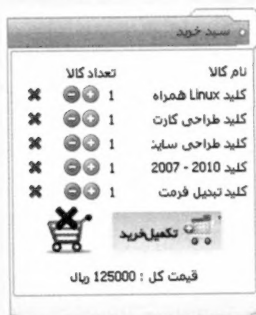 سبد خرید
نام کالا تعداد کالا
کلید Linux همراه 1
کلید طراحی کارت 1
کلید طراحی سایت 1
کلید 2010 - 2007 1
کلید تبدیل فرمت 1
تکمیل خرید
قیمت کل : 125000 ریال